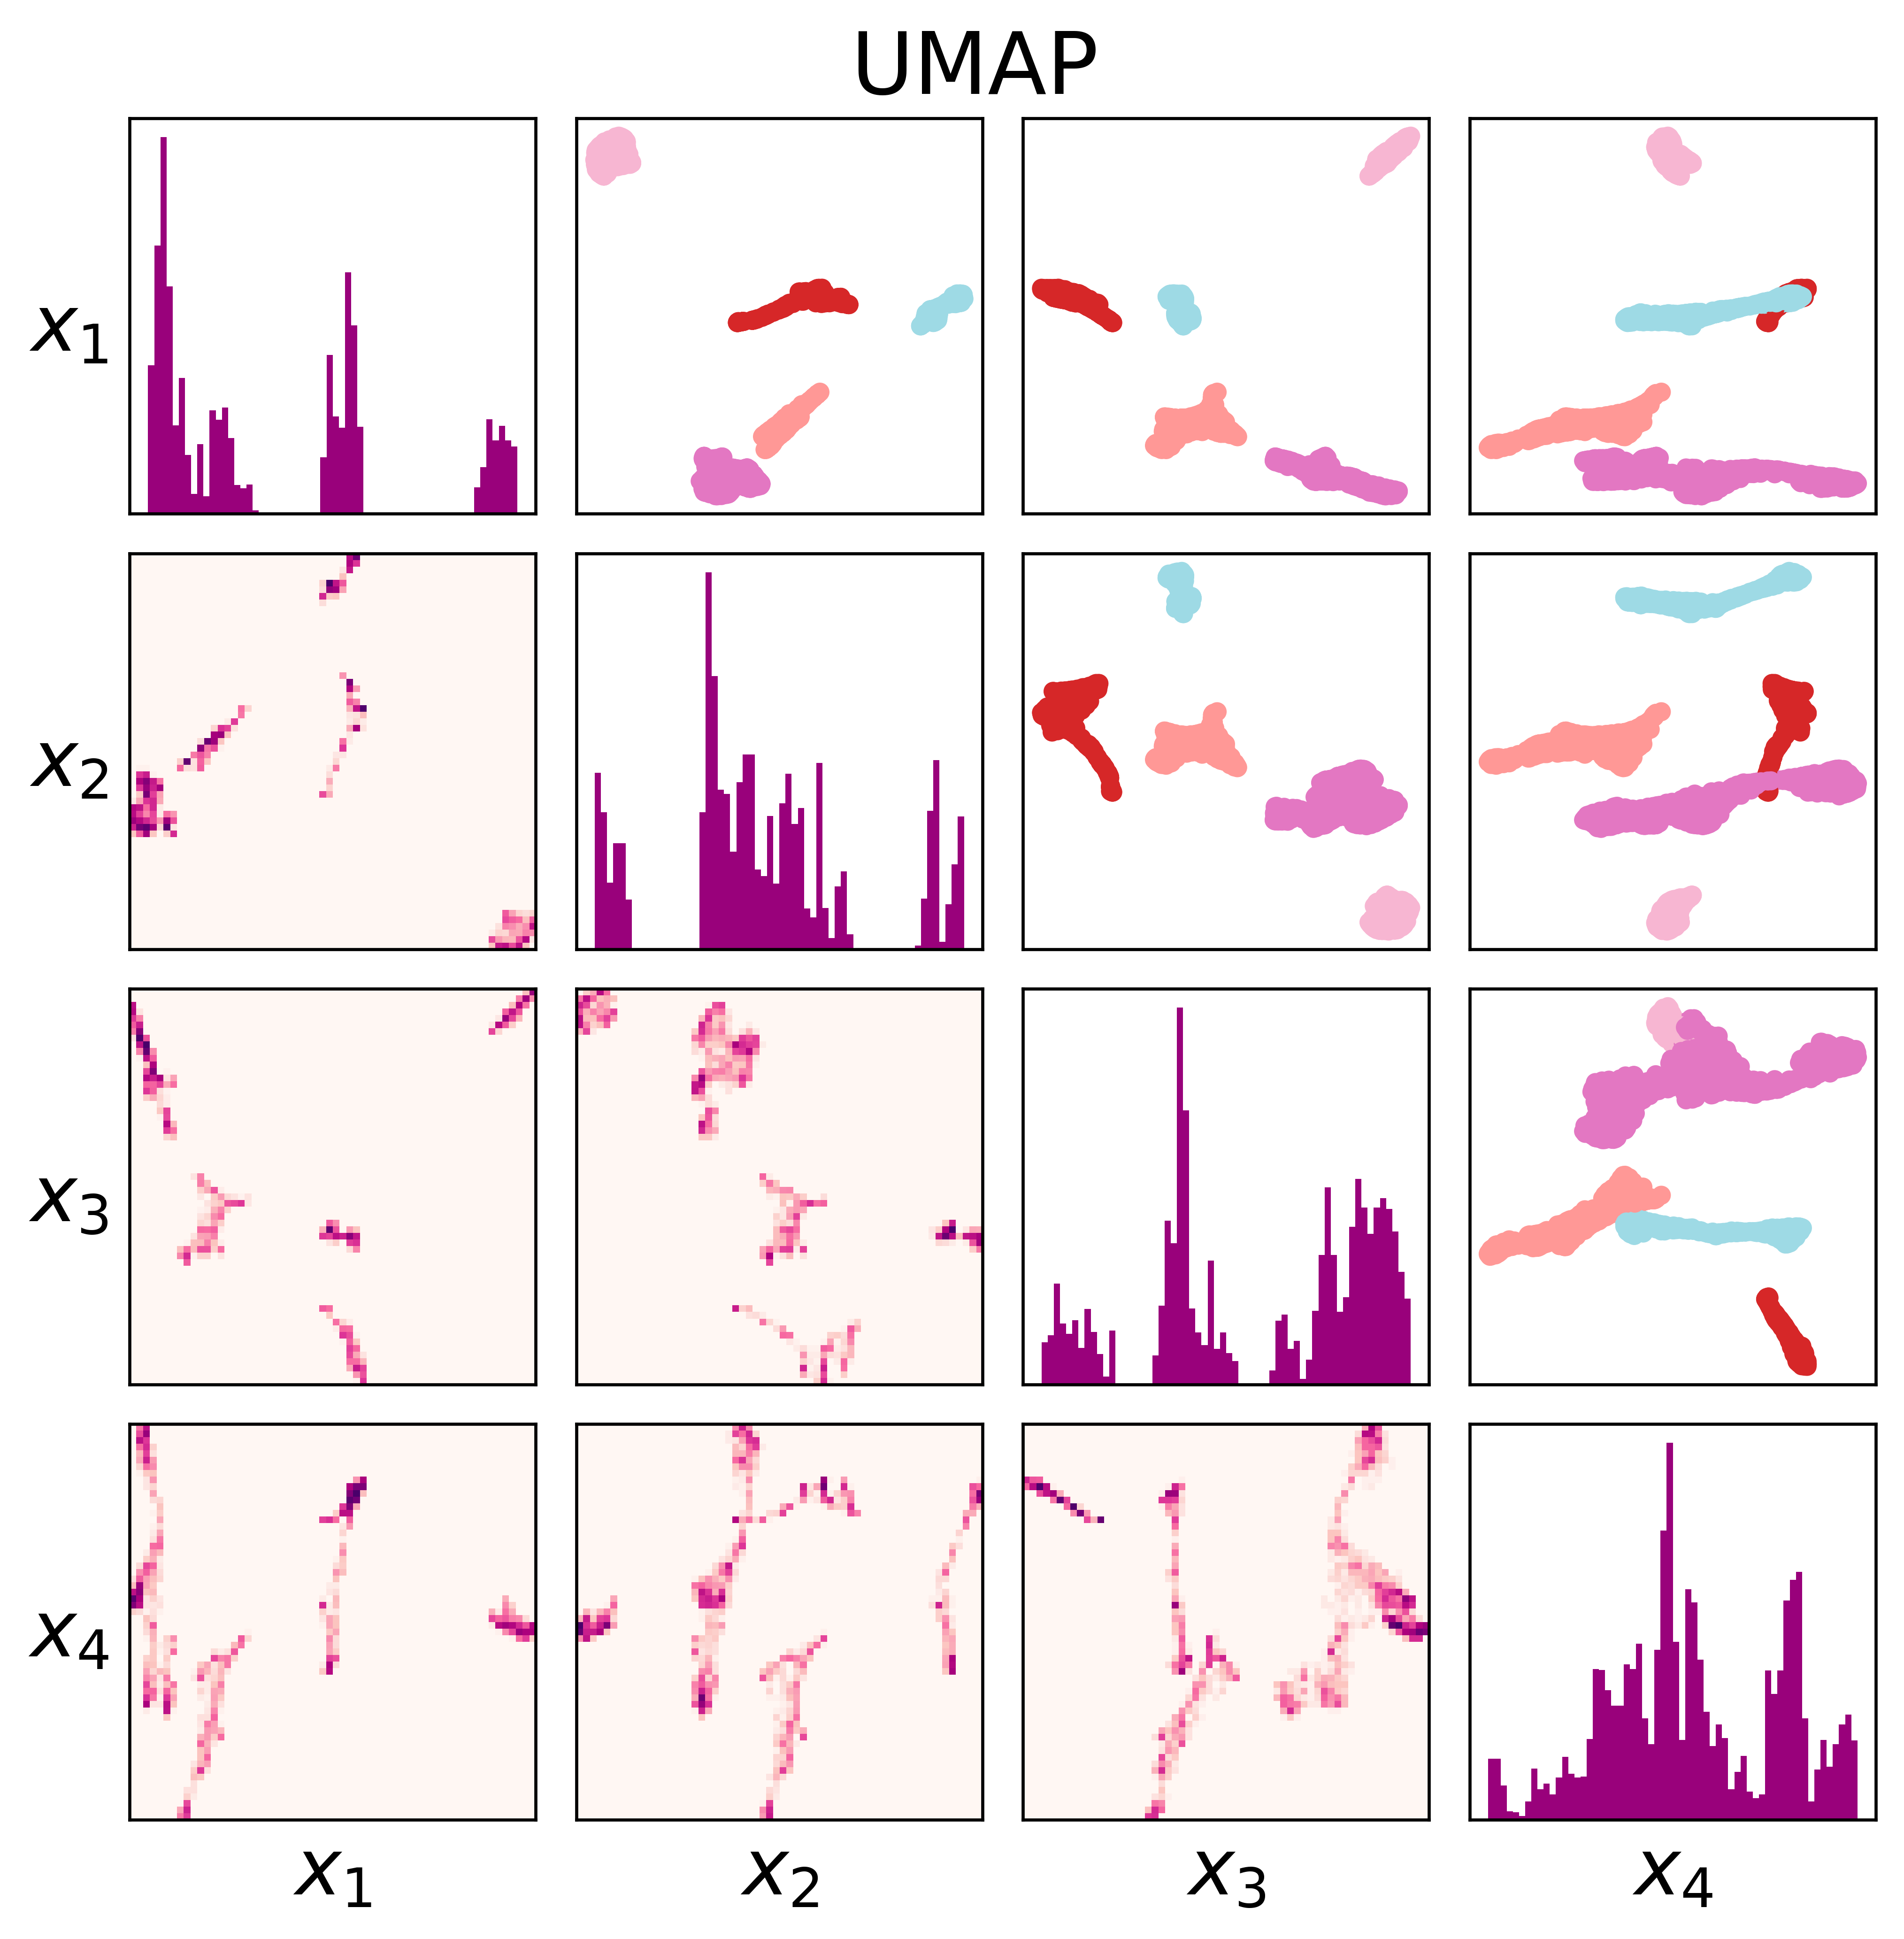 UMAP
x₁
x₂
x₃
x₄
x₁ x₂ x₃ x₄